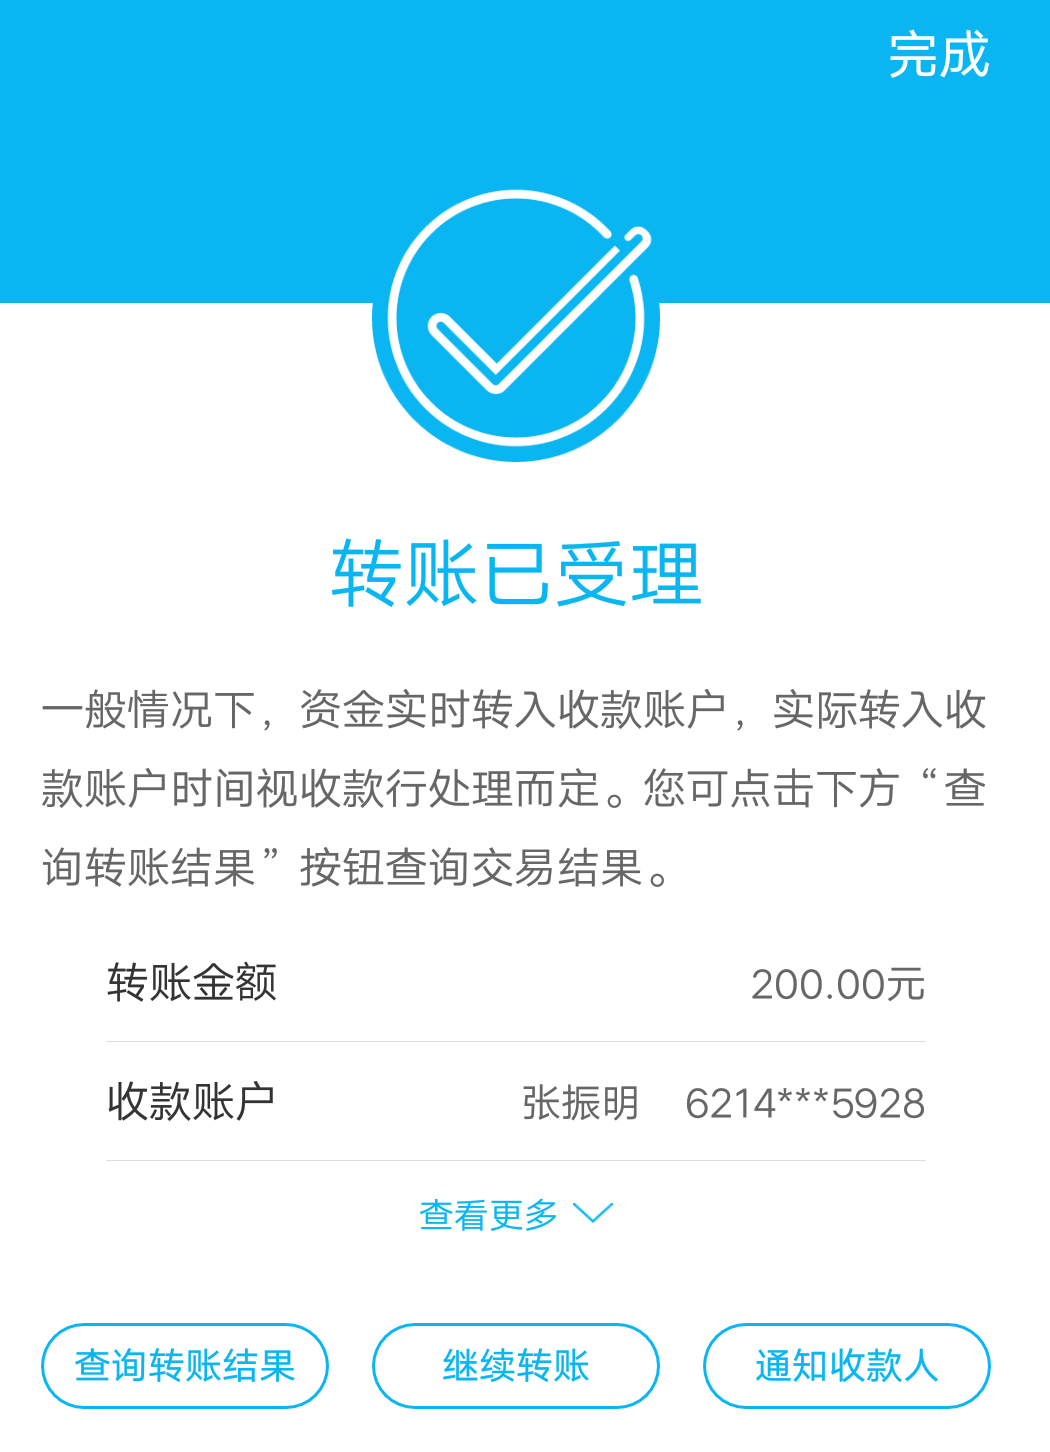 完成
转账已受理
一般情况下，资金实时转入收款账户，实际转入收
款账户时间视收款行处理而定。您可点击下方“查
询转账结果”按钮查询交易结果。
转账金额 200.00元
收款账户 张振明 6214***5928
查看更多
查询转账结果 继续转账 通知收款人